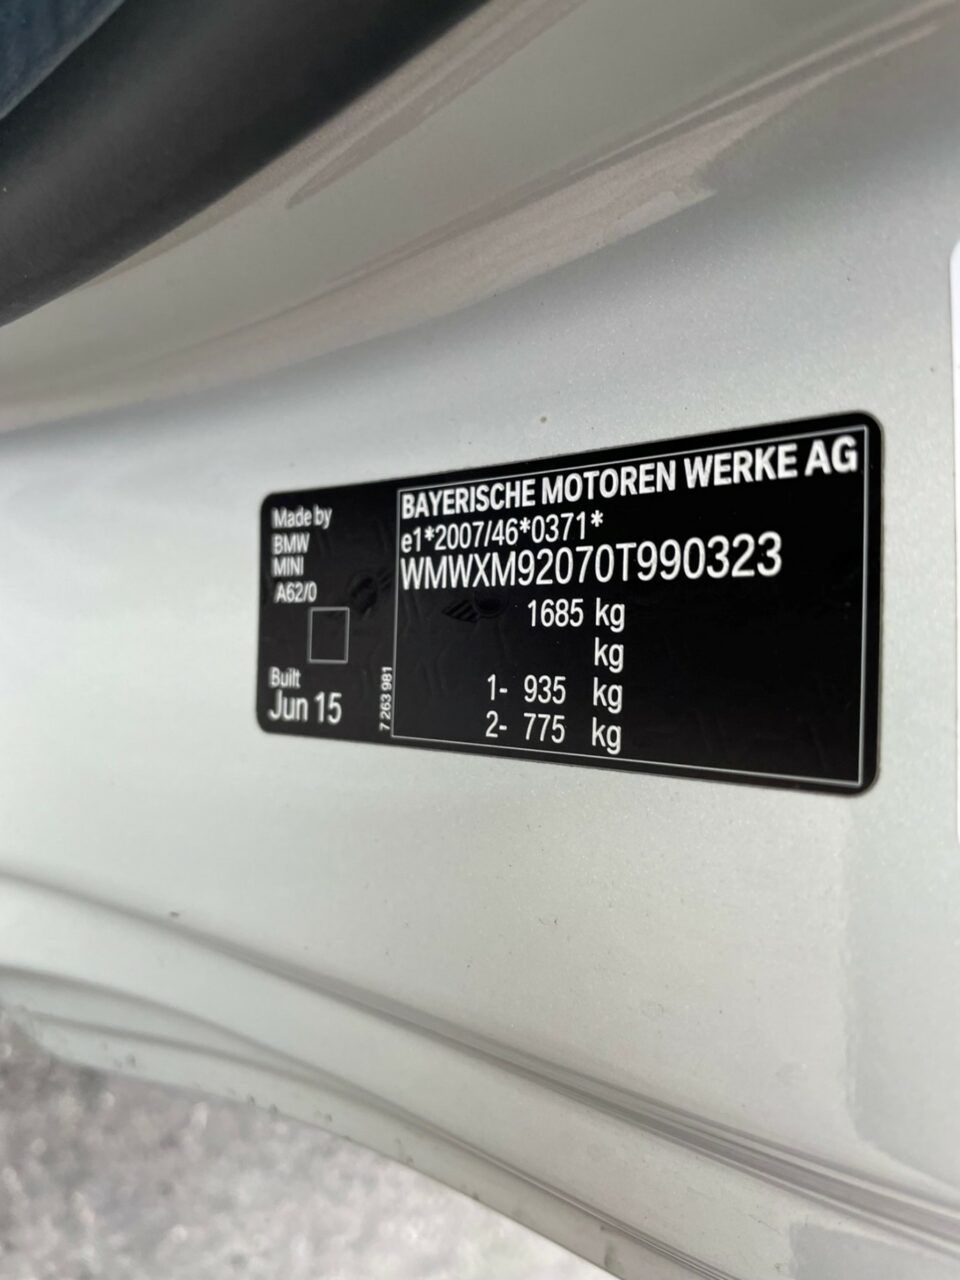 Made by
BMW
MINI
A62/0
Built
Jun 15
7 263 981
BAYERISCHE MOTOREN WERKE AG
e1*2007/46*0371*
WMWXM92070T990323
1685 kg
kg
1- 935 kg
2- 775 kg